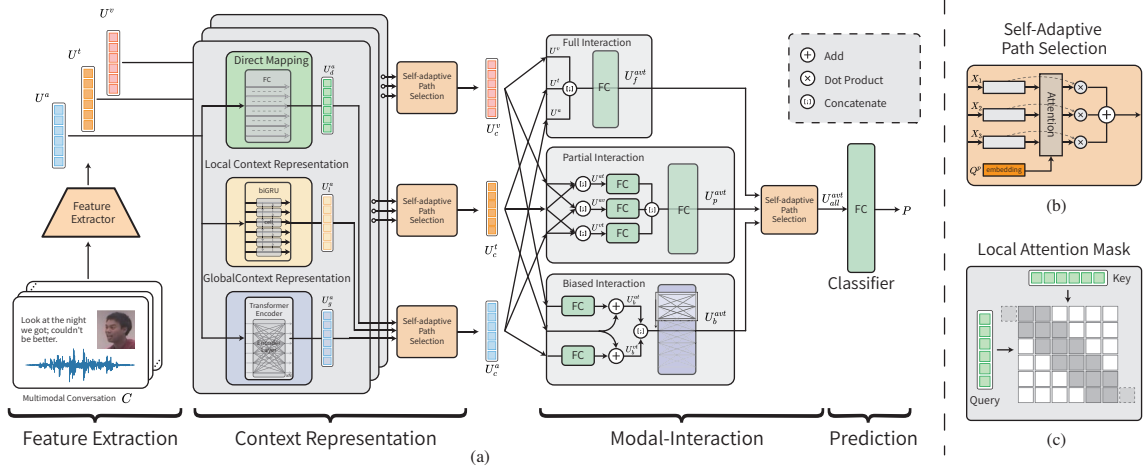 U^v
U^t
U^a
Feature
Extractor
Look at the night
we got; couldn't
be better.
Multimodal Conversation C
Feature Extraction
Direct Mapping
FC
U_d^a
Local Context Representation
biGRU
U_l^a
GlobalContext Representation
Transformer
Encoder
Encoder
Layer
U_g^a
Self-adaptive
Path
Selection
Self-adaptive
Path
Selection
Self-adaptive
Path
Selection
Context Representation
U_c^v
U_c^t
U_c^a
(a)
Full Interaction
U^v
U^t
U^a
[;]
FC
U_f^{avt}
Partial Interaction
[;]
[;]
[;]
U^{at}
U^{av}
U^{vt}
FC
FC
FC
[;]
FC
U_p^{avt}
Biased Interaction
FC
FC
U_b^{at}
U_b^{vt}
[;]
U_b^{avt}
Modal-Interaction
Self-adaptive
Path
Selection
U_{all}^{avt}
FC
P
Classifier
Prediction
+ Add
× Dot Product
[;] Concatenate
Self-Adaptive
Path Selection
X_1
X_2
X_3
Attention
Q^p
embedding
(b)
Local Attention Mask
Key
Query
(c)